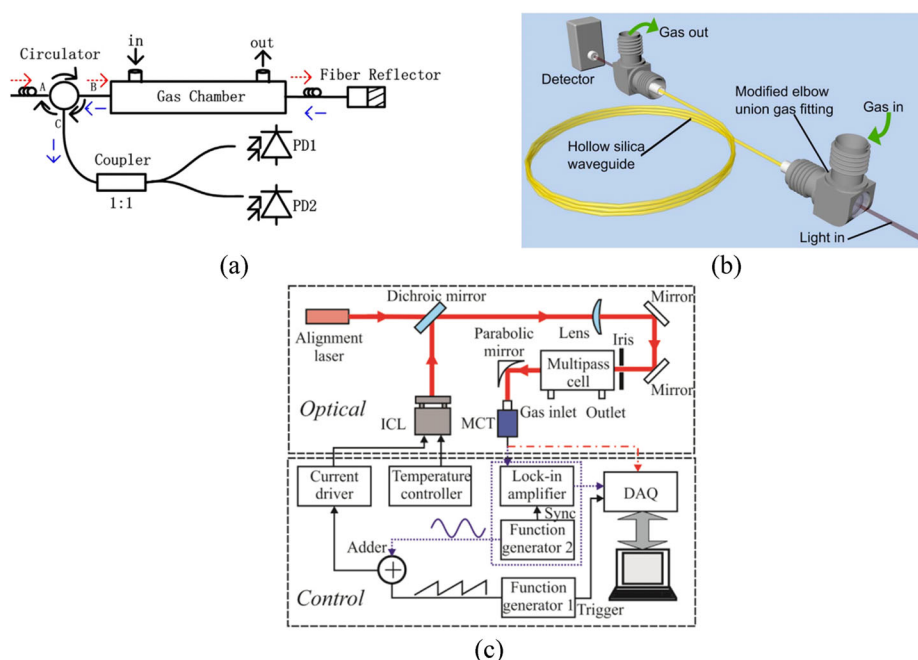 Circulator
in
out
A
B
C
Gas Chamber
Fiber Reflector
Coupler
1:1
PD1
PD2
(a)
Gas out
Detector
Modified elbow
union gas fitting
Gas in
Hollow silica
waveguide
Light in
(b)
Dichroic mirror
Mirror
Alignment
laser
Lens
Parabolic
mirror
Iris
Multipass
cell
Mirror
Optical
ICL
MCT
Gas inlet
Outlet
Current
driver
Temperature
controller
Lock-in
amplifier
DAQ
Sync
Function
generator 2
Adder
+
Function
generator 1
Trigger
Control
(c)